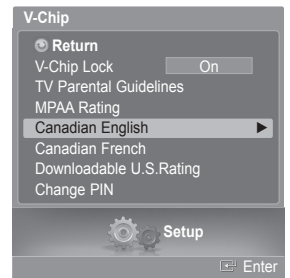 V-Chip
Return
V-Chip Lock On
TV Parental Guidelines
MPAA Rating
Canadian English
Canadian French
Downloadable U.S.Rating
Change PIN
Setup
Enter